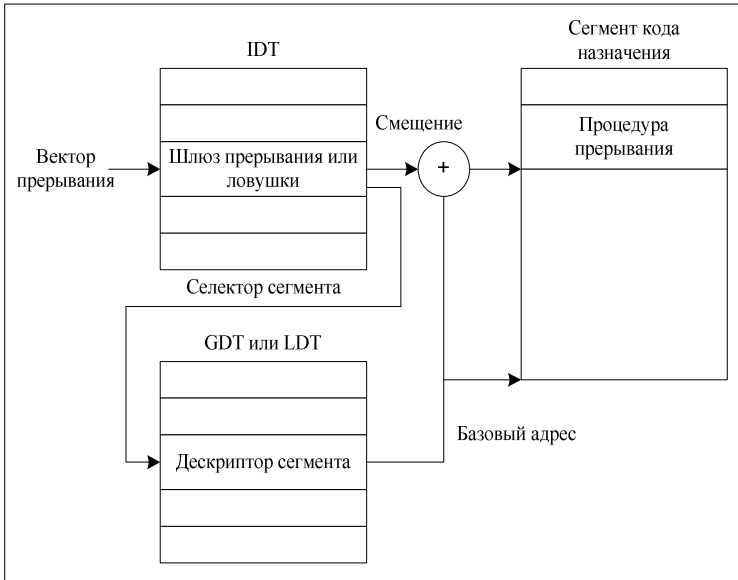 IDT
Сегмент кода
назначения
Смещение
Процедура
прерывания
Вектор
прерывания
Шлюз прерывания или
ловушки
+
Селектор сегмента
GDT или LDT
Базовый адрес
Дескриптор сегмента